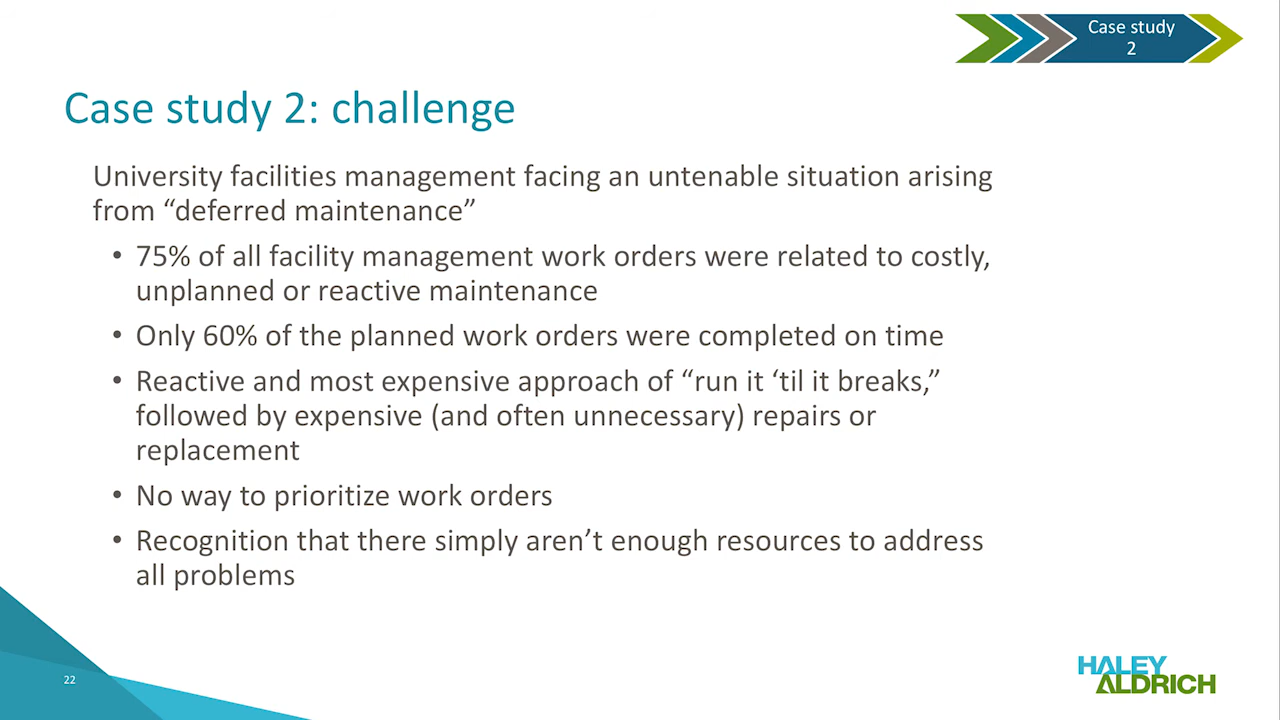 Case study
2
Case study 2: challenge
University facilities management facing an untenable situation arising
from “deferred maintenance”
• 75% of all facility management work orders were related to costly,
unplanned or reactive maintenance
• Only 60% of the planned work orders were completed on time
• Reactive and most expensive approach of “run it ‘til it breaks,”
followed by expensive (and often unnecessary) repairs or
replacement
• No way to prioritize work orders
• Recognition that there simply aren’t enough resources to address
all problems
22
HALEY
ALDRICH